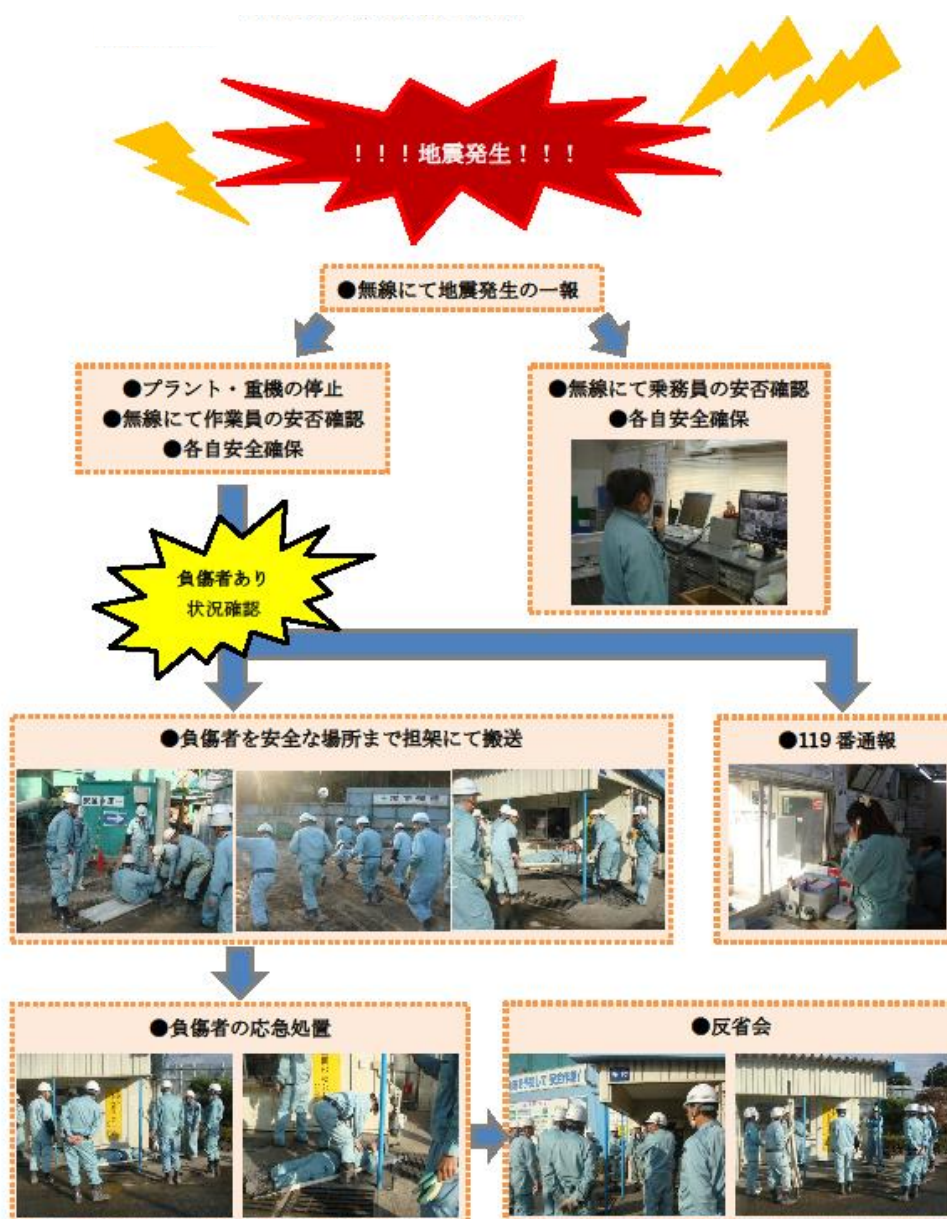 ！！！地震発生！！！
●無線にて地震発生の一報
●プラント・重機の停止
●無線にて作業員の安否確認
●各自安全確保
●無線にて乗務員の安否確認
●各自安全確保
負傷者あり
状況確認
●負傷者を安全な場所まで担架にて搬送
●119番通報
●負傷者の応急処置
●反省会